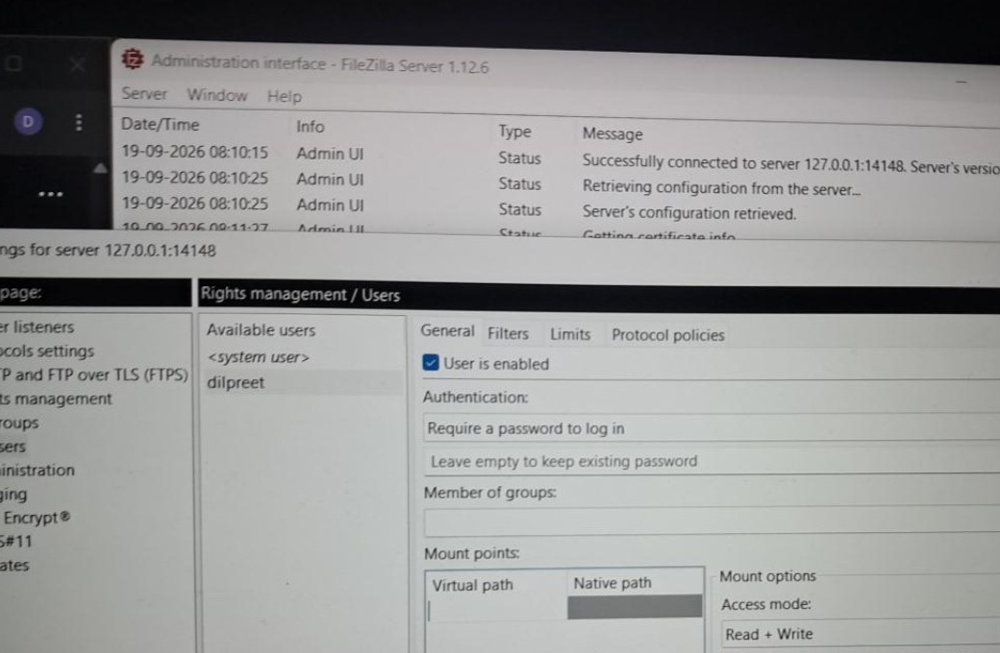 Administration interface - FileZilla Server 1.12.6
Server Window Help
D
Date/Time Info Type Message
19-09-2026 08:10:15 Admin UI Status Successfully connected to server 127.0.0.1:14148. Server's versio
19-09-2026 08:10:25 Admin UI Status Retrieving configuration from the server...
19-09-2026 08:10:25 Admin UI Status Server's configuration retrieved.
19-09-2026 09:11:27 Admin UI Status Getting certificate info
ngs for server 127.0.0.1:14148
page:
er listeners
ocols settings
TP and FTP over TLS (FTPS)
ts management
roups
sers
inistration
ging
Encrypt®
S#11
ates
Rights management / Users
Available users
<system user>
dilpreet
General Filters Limits Protocol policies
User is enabled
Authentication:
Require a password to log in
Leave empty to keep existing password
Member of groups:
Mount points:
Virtual path Native path
Mount options
Access mode:
Read + Write